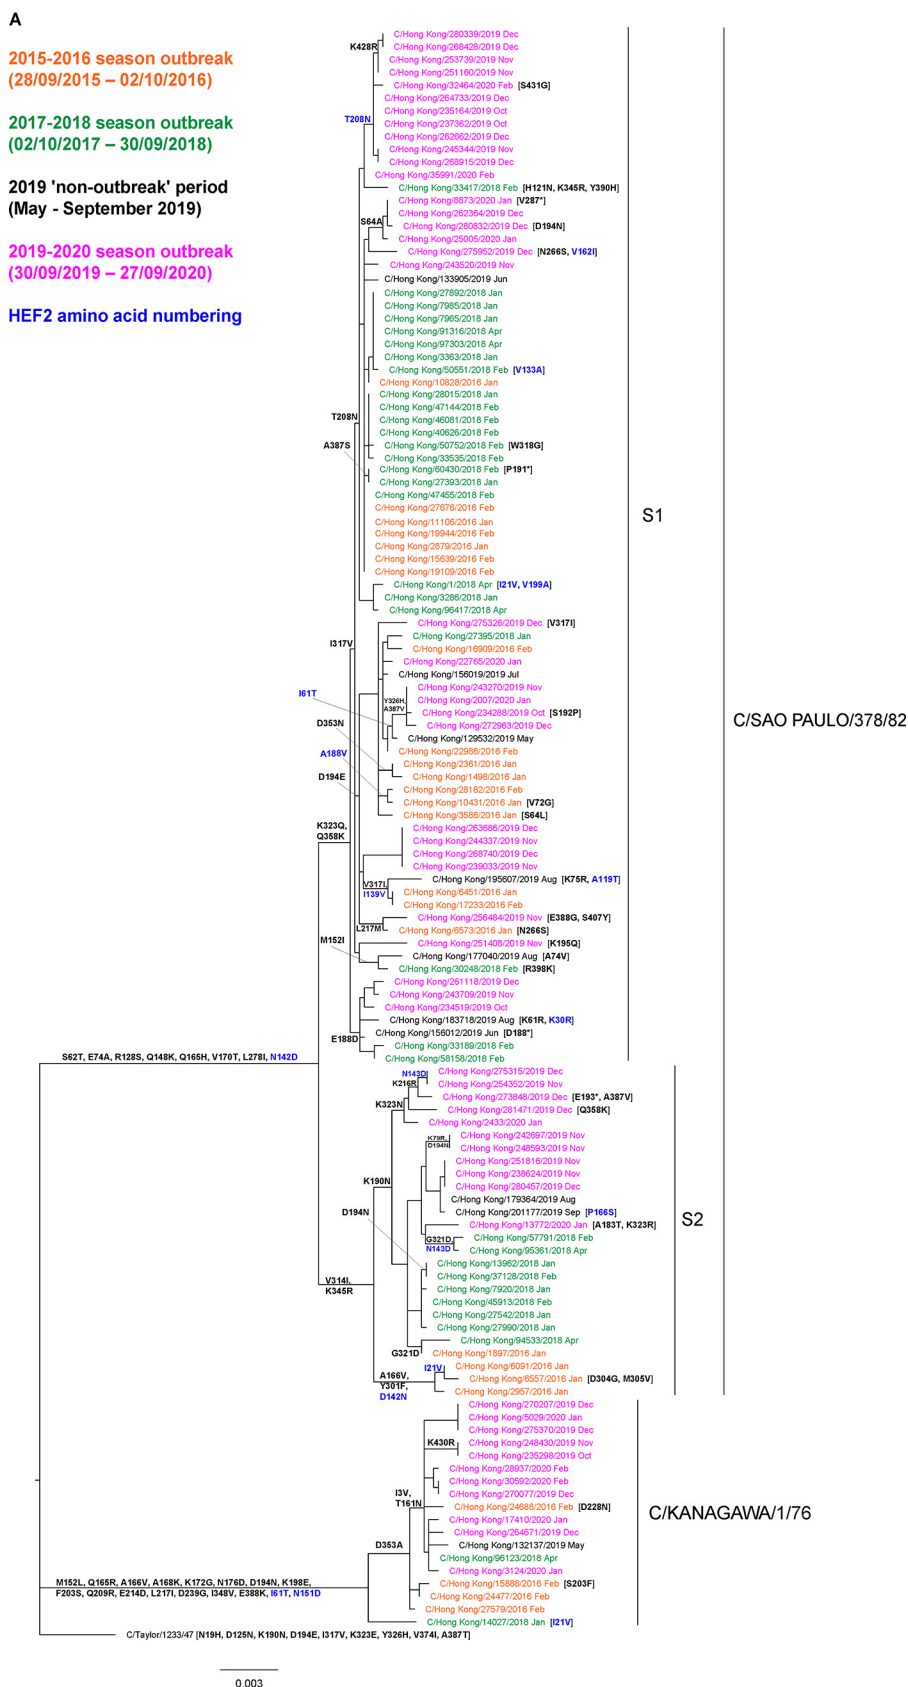 A
2015-2016 season outbreak
(28/09/2015 – 02/10/2016)
2017-2018 season outbreak
(02/10/2017 – 30/09/2018)
2019 'non-outbreak' period
(May - September 2019)
2019-2020 season outbreak
(30/09/2019 – 27/09/2020)
HEF2 amino acid numbering
C/Hong Kong/280339/2019 Dec
K428R
C/Hong Kong/268428/2019 Dec
C/Hong Kong/253739/2019 Nov
C/Hong Kong/251160/2019 Nov
C/Hong Kong/32464/2020 Feb [S431G]
C/Hong Kong/264733/2019 Dec
C/Hong Kong/235164/2019 Oct
T208N
C/Hong Kong/237362/2019 Oct
C/Hong Kong/262662/2019 Dec
C/Hong Kong/245344/2019 Nov
C/Hong Kong/268915/2019 Dec
C/Hong Kong/35991/2020 Feb
C/Hong Kong/33417/2018 Feb [H121N, K345R, Y390H]
C/Hong Kong/8873/2020 Jan [V287*]
C/Hong Kong/262364/2019 Dec
S64A
C/Hong Kong/280832/2019 Dec [D194N]
C/Hong Kong/25005/2020 Jan
C/Hong Kong/275952/2019 Dec [N266S, V162I]
C/Hong Kong/243520/2019 Nov
C/Hong Kong/133905/2019 Jun
C/Hong Kong/27892/2018 Jan
C/Hong Kong/7985/2018 Jan
C/Hong Kong/7965/2018 Jan
C/Hong Kong/91316/2018 Apr
C/Hong Kong/97303/2018 Apr
C/Hong Kong/3363/2018 Jan
C/Hong Kong/50551/2018 Feb [V133A]
C/Hong Kong/10828/2016 Jan
C/Hong Kong/28015/2018 Jan
C/Hong Kong/47144/2018 Feb
T208N
C/Hong Kong/46081/2018 Feb
C/Hong Kong/40626/2018 Feb
A387S
C/Hong Kong/50752/2018 Feb [W318G]
C/Hong Kong/33535/2018 Feb
C/Hong Kong/60430/2018 Feb [P191*]
C/Hong Kong/27393/2018 Jan
C/Hong Kong/47455/2018 Feb
C/Hong Kong/27676/2016 Feb
S1
C/Hong Kong/11106/2016 Jan
C/Hong Kong/19944/2016 Feb
C/Hong Kong/2879/2016 Jan
C/Hong Kong/15639/2016 Feb
C/Hong Kong/19109/2016 Feb
C/Hong Kong/1/2018 Apr [I21V, V199A]
C/Hong Kong/3286/2018 Jan
C/Hong Kong/96417/2018 Apr
C/Hong Kong/275326/2019 Dec [V317I]
C/Hong Kong/27395/2018 Jan
I317V
C/Hong Kong/16909/2016 Feb
C/Hong Kong/22765/2020 Jan
C/Hong Kong/156019/2019 Jul
C/Hong Kong/243270/2019 Nov
I61T
Y326H,
A387V
C/Hong Kong/2007/2020 Jan
C/Hong Kong/234288/2019 Oct [S192P]
D353N
C/Hong Kong/272963/2019 Dec
C/SAO PAULO/378/82
C/Hong Kong/129532/2019 May
A188V
C/Hong Kong/22986/2016 Feb
C/Hong Kong/2361/2016 Jan
D194E
C/Hong Kong/1498/2016 Jan
C/Hong Kong/28182/2016 Feb
C/Hong Kong/10431/2016 Jan [V72G]
C/Hong Kong/3586/2016 Jan [S64L]
K323Q,
Q358K
C/Hong Kong/263686/2019 Dec
C/Hong Kong/244337/2019 Nov
C/Hong Kong/268740/2019 Dec
C/Hong Kong/239033/2019 Nov
C/Hong Kong/195607/2019 Aug [K75R, A119T]
V317I,
I139V
C/Hong Kong/6451/2016 Jan
C/Hong Kong/17233/2016 Feb
C/Hong Kong/256484/2019 Nov [E388G, S407Y]
L217M
C/Hong Kong/6573/2016 Jan [N266S]
M152I
C/Hong Kong/251408/2019 Nov [K195Q]
C/Hong Kong/177040/2019 Aug [A74V]
C/Hong Kong/30248/2018 Feb [R398K]
C/Hong Kong/261118/2019 Dec
C/Hong Kong/243709/2019 Nov
C/Hong Kong/234519/2019 Oct
C/Hong Kong/183718/2019 Aug [K61R, K30R]
C/Hong Kong/156012/2019 Jun [D188*]
E188D
C/Hong Kong/33189/2018 Feb
C/Hong Kong/58158/2018 Feb
S62T, E74A, R128S, Q148K, Q165H, V170T, L278I, N142D
C/Hong Kong/275315/2019 Dec
N143D
K216R
C/Hong Kong/254352/2019 Nov
C/Hong Kong/273848/2019 Dec [E193*, A387V]
K323N
C/Hong Kong/281471/2019 Dec [Q358K]
C/Hong Kong/2433/2020 Jan
K79R,
D194N
C/Hong Kong/242697/2019 Nov
C/Hong Kong/248593/2019 Nov
C/Hong Kong/251816/2019 Nov
C/Hong Kong/238624/2019 Nov
K190N
C/Hong Kong/280457/2019 Dec
C/Hong Kong/179364/2019 Aug
D194N
C/Hong Kong/201177/2019 Sep [P166S]
S2
C/Hong Kong/13772/2020 Jan [A183T, K323R]
G321D,
N143D
C/Hong Kong/57791/2018 Feb
C/Hong Kong/95361/2018 Apr
C/Hong Kong/13962/2018 Jan
C/Hong Kong/37128/2018 Feb
V314I,
K345R
C/Hong Kong/7920/2018 Jan
C/Hong Kong/45913/2018 Feb
C/Hong Kong/27542/2018 Jan
C/Hong Kong/27990/2018 Jan
C/Hong Kong/94533/2018 Apr
G321D
C/Hong Kong/1897/2016 Jan
I21V
C/Hong Kong/6091/2016 Jan
A166V,
Y301F,
D142N
C/Hong Kong/6557/2016 Jan [D304G, M305V]
C/Hong Kong/2957/2016 Jan
C/Hong Kong/270207/2019 Dec
C/Hong Kong/5029/2020 Jan
C/Hong Kong/275370/2019 Dec
K430R
C/Hong Kong/248430/2019 Nov
C/Hong Kong/235298/2019 Oct
C/Hong Kong/28937/2020 Feb
C/Hong Kong/30592/2020 Feb
I3V,
T161N
C/Hong Kong/270077/2019 Dec
C/Hong Kong/24688/2016 Feb [D228N]
C/KANAGAWA/1/76
C/Hong Kong/17410/2020 Jan
C/Hong Kong/264671/2019 Dec
D353A
C/Hong Kong/132137/2019 May
C/Hong Kong/96123/2018 Apr
C/Hong Kong/3124/2020 Jan
M152L, Q165R, A166V, A168K, K172G, N176D, D194N, K198E,
F203S, Q209R, E214D, L217I, D239G, I348V, E388K, I61T, N151D
C/Hong Kong/15888/2016 Feb [S203F]
C/Hong Kong/24477/2016 Feb
C/Hong Kong/27579/2016 Feb
C/Hong Kong/14027/2018 Jan [I21V]
C/Taylor/1233/47 [N19H, D125N, K190N, D194E, I317V, K323E, Y326H, V374I, A387T]
0.003